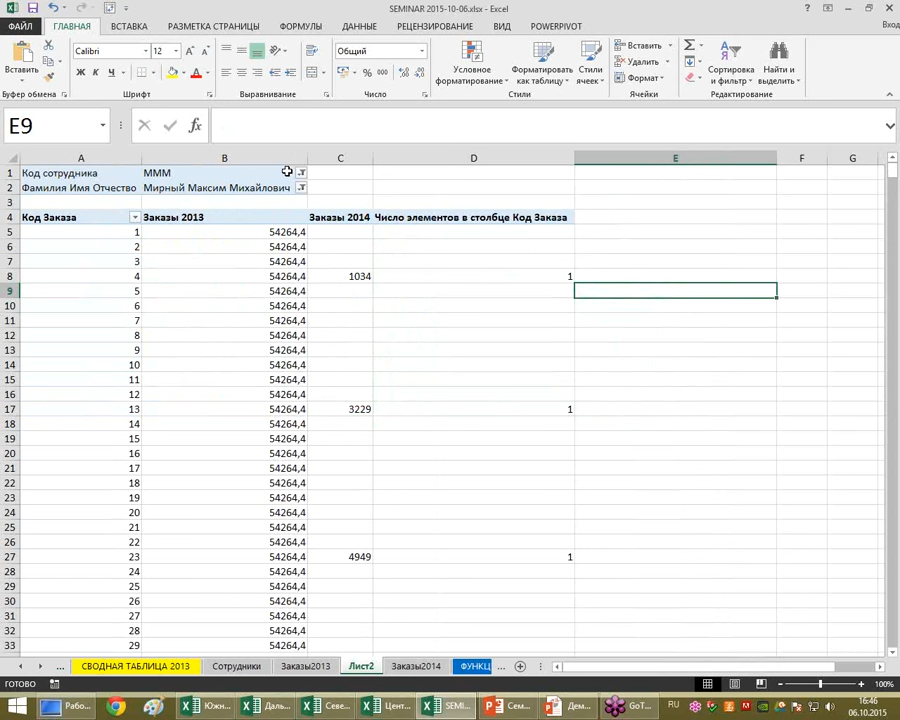 SEMINAR 2015-10-06.xlsx - Excel
ФАЙЛ ГЛАВНАЯ ВСТАВКА РАЗМЕТКА СТРАНИЦЫ ФОРМУЛЫ ДАННЫЕ РЕЦЕНЗИРОВАНИЕ ВИД POWERPIVOT Вход
Вставить
Calibri 12
Ж К Ч
Общий
Условное форматирование
Форматировать как таблицу
Стили ячеек
Вставить
Удалить
Формат
Сортировка и фильтр
Найти и выделить
Буфер обмена Шрифт Выравнивание Число Стили Ячейки Редактирование
E9 fx
A B C D E F G
1 Код сотрудника МММ
2 Фамилия Имя Отчество Мирный Максим Михайлович
3
4 Код Заказа Заказы 2013 Заказы 2014 Число элементов в столбце Код Заказа
5 1 54264,4
6 2 54264,4
7 3 54264,4
8 4 54264,4 1034 1
9 5 54264,4
10 6 54264,4
11 7 54264,4
12 8 54264,4
13 9 54264,4
14 10 54264,4
15 11 54264,4
16 12 54264,4
17 13 54264,4 3229 1
18 14 54264,4
19 15 54264,4
20 16 54264,4
21 17 54264,4
22 18 54264,4
23 19 54264,4
24 20 54264,4
25 21 54264,4
26 22 54264,4
27 23 54264,4 4949 1
28 24 54264,4
29 25 54264,4
30 26 54264,4
31 27 54264,4
32 28 54264,4
33 29 54264,4
... СВОДНАЯ ТАБЛИЦА 2013 Сотрудники Заказы2013 Лист2 Заказы2014 ФУНКЦ ...
ГОТОВО 100%
Рабо... Южн... Даль... Севе... Цент... SEMI... Сем... Дем... GoT... RU 16:46
06.10.2015